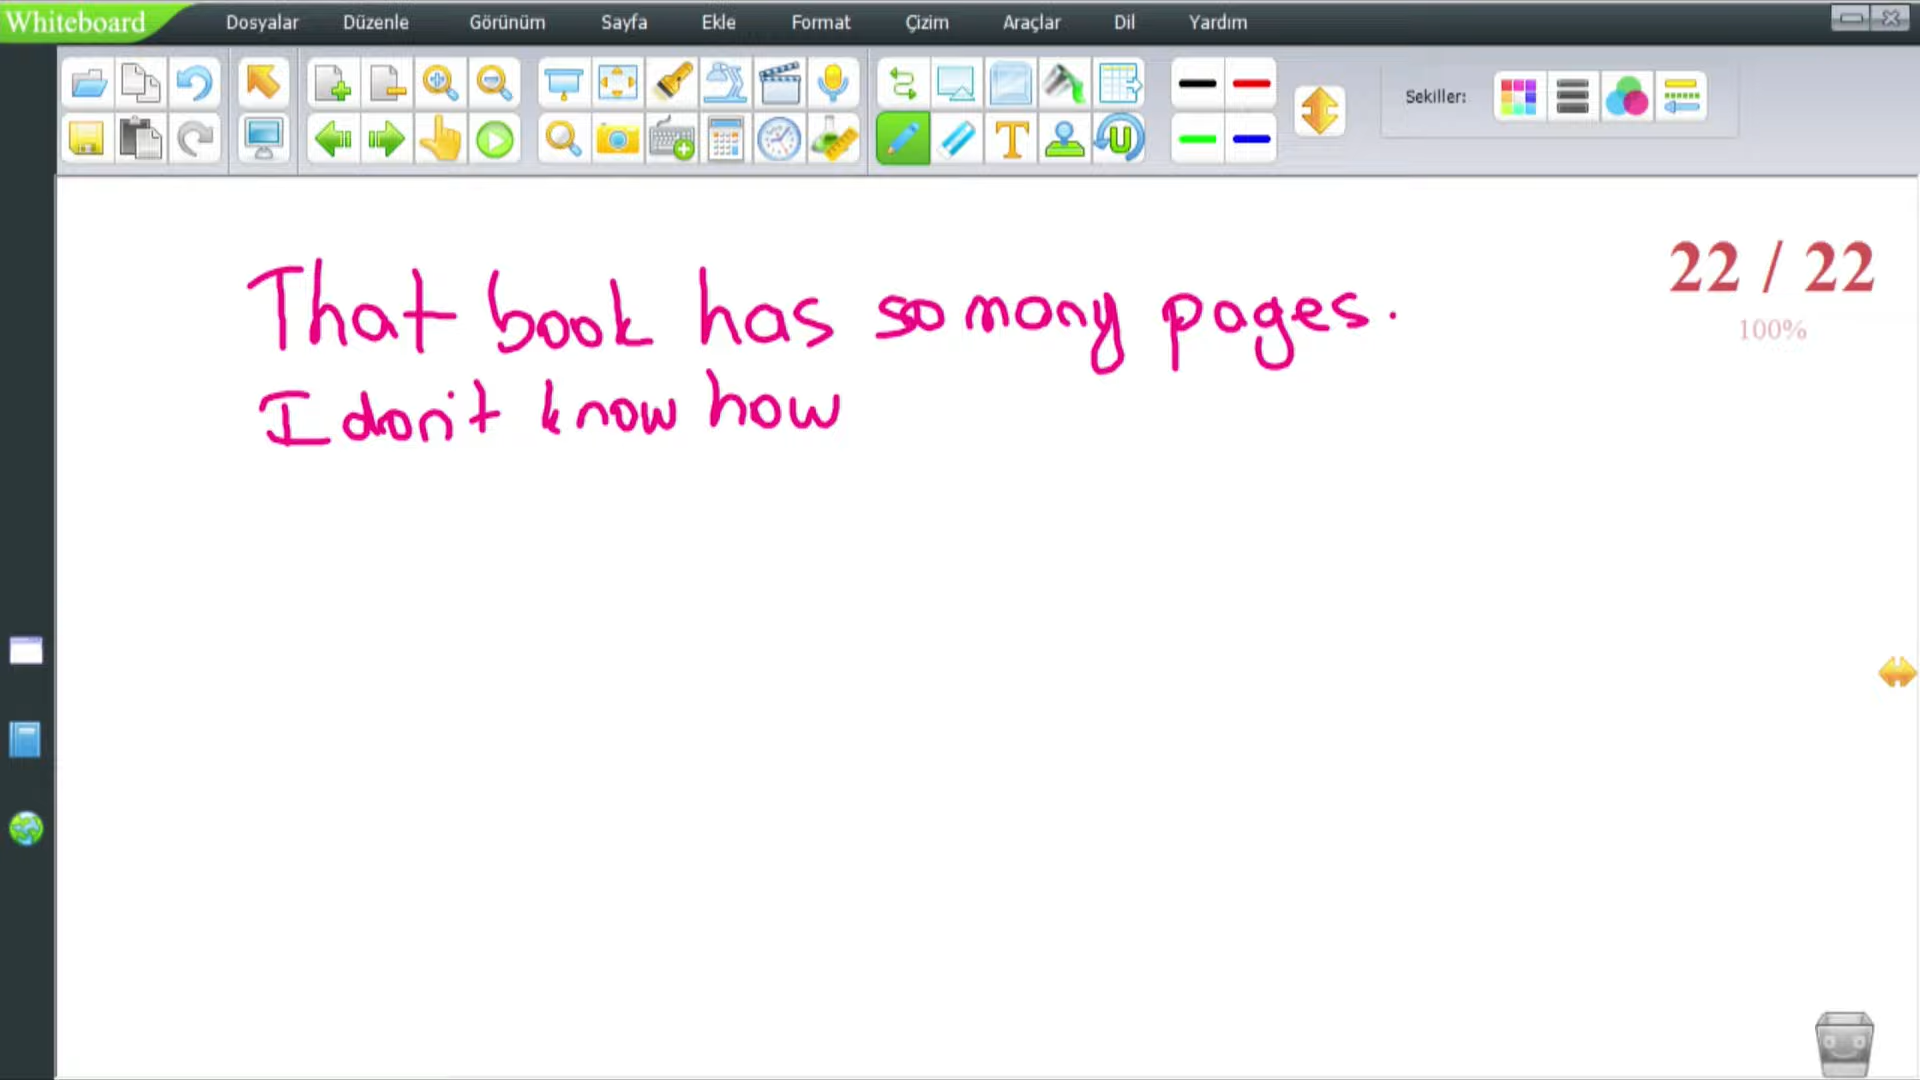 Whiteboard Dosyalar Düzenle Görünüm Sayfa Ekle Format Çizim Araçlar Dil Yardım
Sekiller:
22 / 22
100%
That book has so many pages.
I don't know how